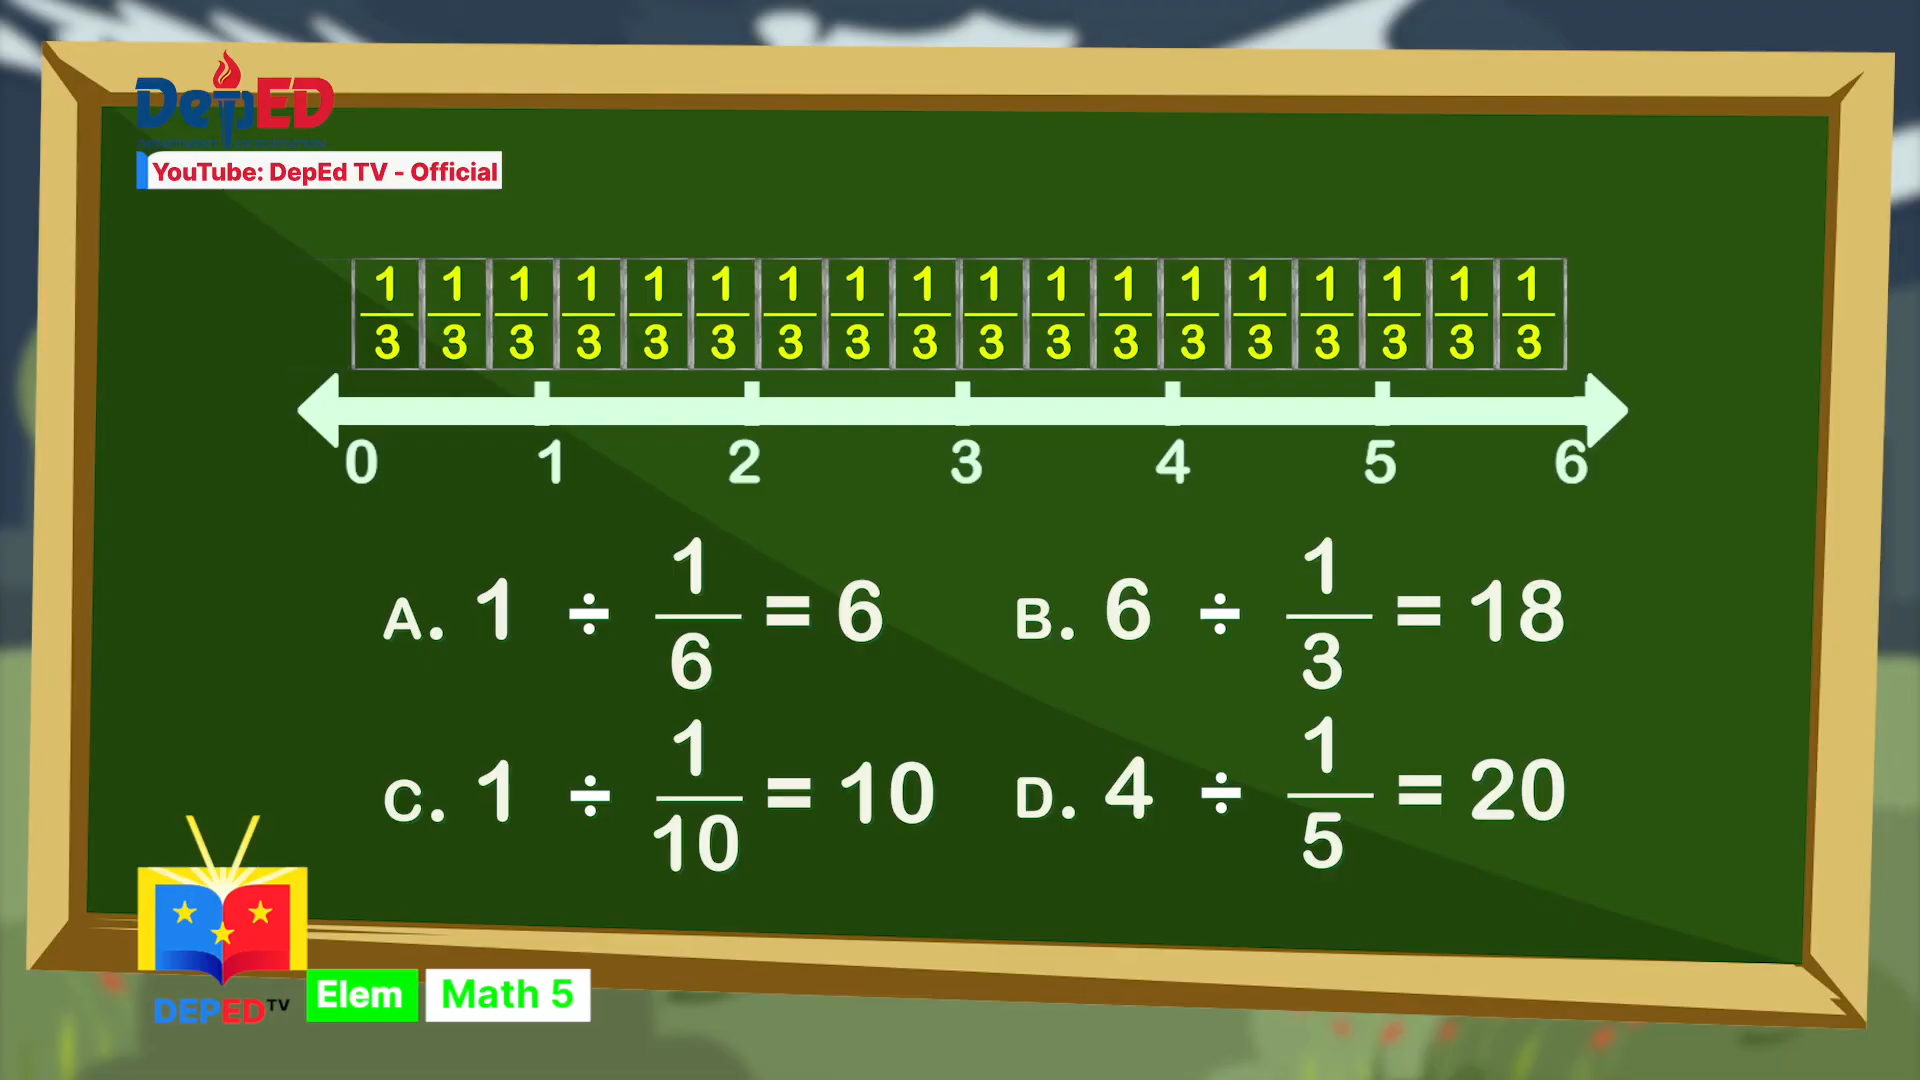 DepED
DEPARTMENT OF EDUCATION
YouTube: DepEd TV - Official
1/3 1/3 1/3 1/3 1/3 1/3 1/3 1/3 1/3 1/3 1/3 1/3 1/3 1/3 1/3 1/3 1/3 1/3
0 1 2 3 4 5 6
A. 1 ÷ 1/6 = 6 B. 6 ÷ 1/3 = 18
C. 1 ÷ 1/10 = 10 D. 4 ÷ 1/5 = 20
DEPED TV
Elem Math 5